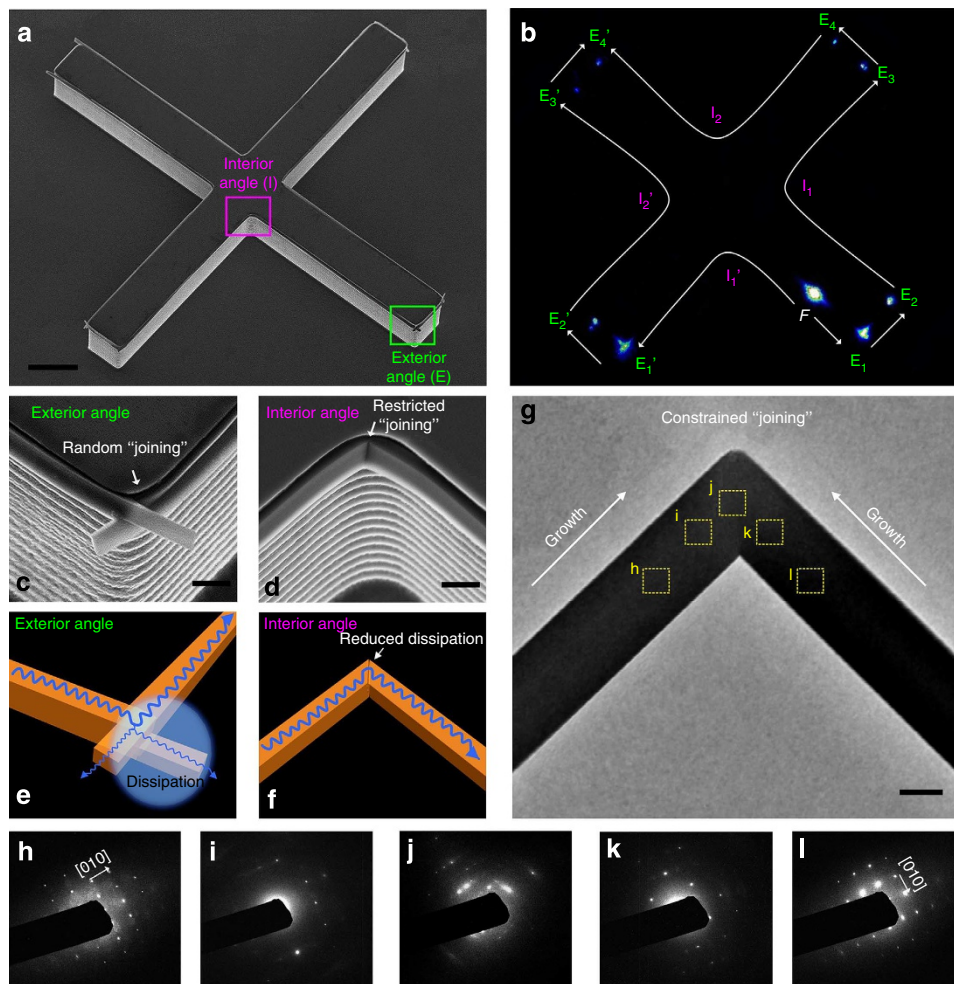 a
Interior
angle (I)
Exterior
angle (E)
b
E4'
E4
E3'
E3
I2
I2'
I1
I1'
E2'
E1'
F
E2
E1
c
Exterior angle
Random “joining”
d
Interior angle
Restricted
“joining”
e
Exterior angle
Dissipation
f
Interior angle
Reduced dissipation
g
Constrained “joining”
Growth
Growth
j
i
k
h
l
h
[010]
i
j
k
l
[010]